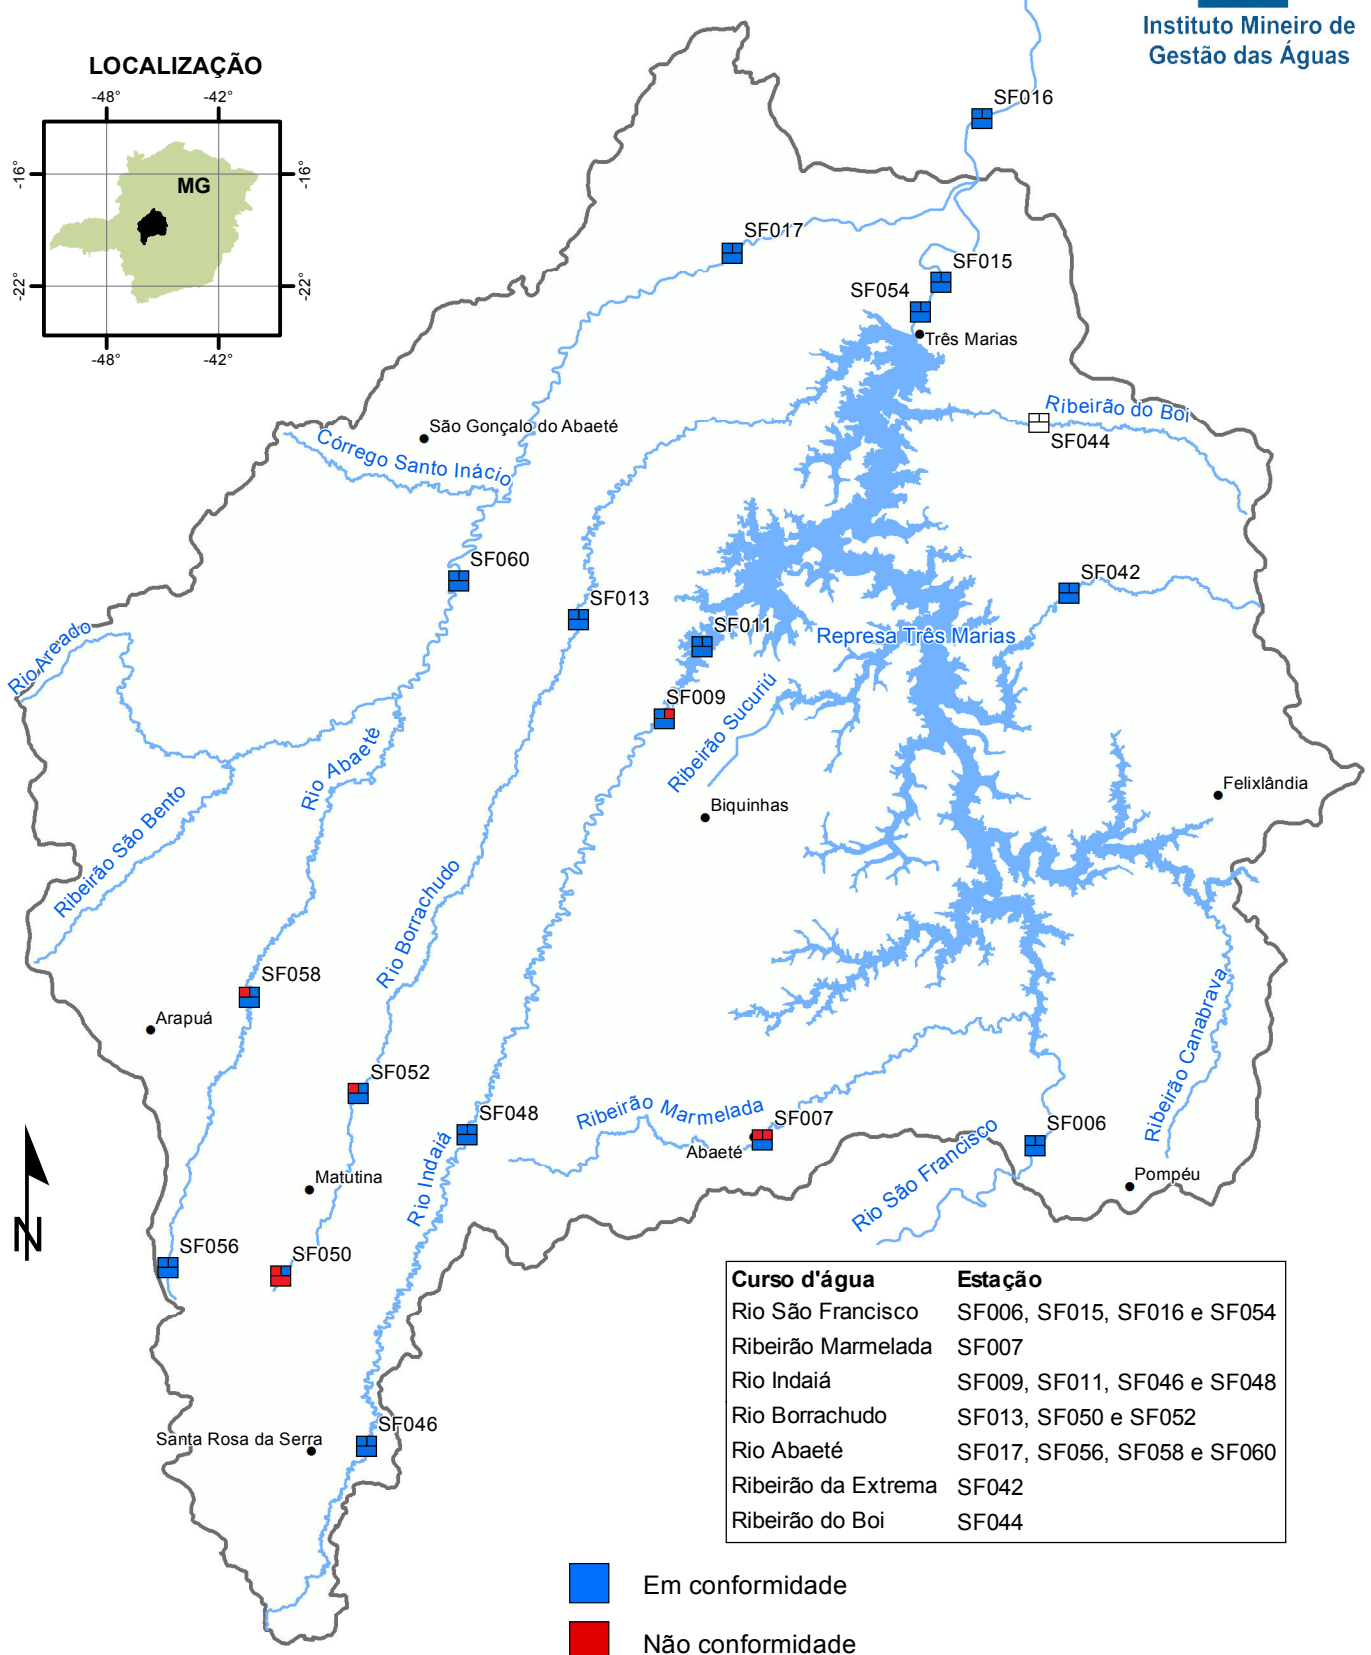 Instituto Mineiro de
Gestão das Águas
LOCALIZAÇÃO
-48°
-42°
-16°
-16°
MG
-22°
-22°
-48°
-42°
SF016
SF017
SF015
SF054
Três Marias
Ribeirão do Boi
SF044
São Gonçalo do Abaeté
Córrego Santo Inácio
SF060
SF042
SF013
SF011
Represa Três Marias
Rio Areado
SF009
Ribeirão Sucuriú
Rio Abaeté
Felixlândia
Biquinhas
Ribeirão São Bento
Rio Borrachudo
SF058
Arapuá
Ribeirão Canabrava
SF052
SF048
Ribeirão Marmelada
SF007
SF006
Abaeté
Rio São Francisco
Pompéu
Matutina
Rio Indaiá
N
SF056
SF050
SF046
Santa Rosa da Serra
Curso d'água Estação
Rio São Francisco SF006, SF015, SF016 e SF054
Ribeirão Marmelada SF007
Rio Indaiá SF009, SF011, SF046 e SF048
Rio Borrachudo SF013, SF050 e SF052
Rio Abaeté SF017, SF056, SF058 e SF060
Ribeirão da Extrema SF042
Ribeirão do Boi SF044
Em conformidade
Não conformidade